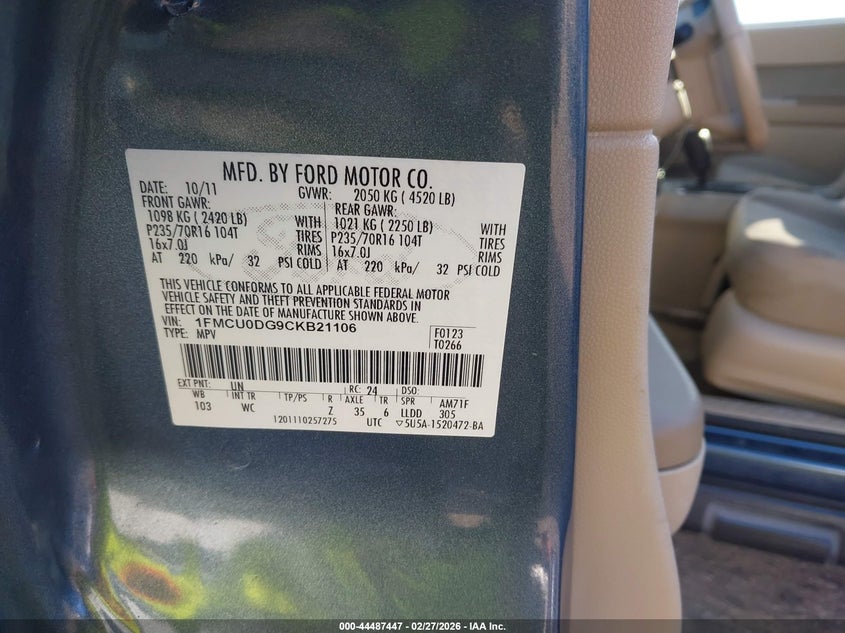 MFD. BY FORD MOTOR CO.
DATE: 10/11 GVWR: 2050 KG ( 4520 LB)
FRONT GAWR: REAR GAWR:
1098 KG ( 2420 LB) WITH 1021 KG ( 2250 LB) WITH
P235/70R16 104T TIRES P235/70R16 104T TIRES
16x7.0J RIMS 16x7.0J RIMS
AT 220 kPa/ 32 PSI COLD AT 220 kPa/ 32 PSI COLD
THIS VEHICLE CONFORMS TO ALL APPLICABLE FEDERAL MOTOR
VEHICLE SAFETY AND THEFT PREVENTION STANDARDS IN
EFFECT ON THE DATE OF MANUFACTURE SHOWN ABOVE.
VIN: 1FMCU0DG9CKB21106 F0123
TYPE: MPV T0266
EXT PNT: UN RC: 24 DSO:
WB INT TR TP/PS R AXLE TR SPR AM71F
103 WC Z 35 6 LLDD 305
12011102572​75 UTC ▽5U5A-1520472-BA
000-44487447 - 02/27/2026 - IAA Inc.